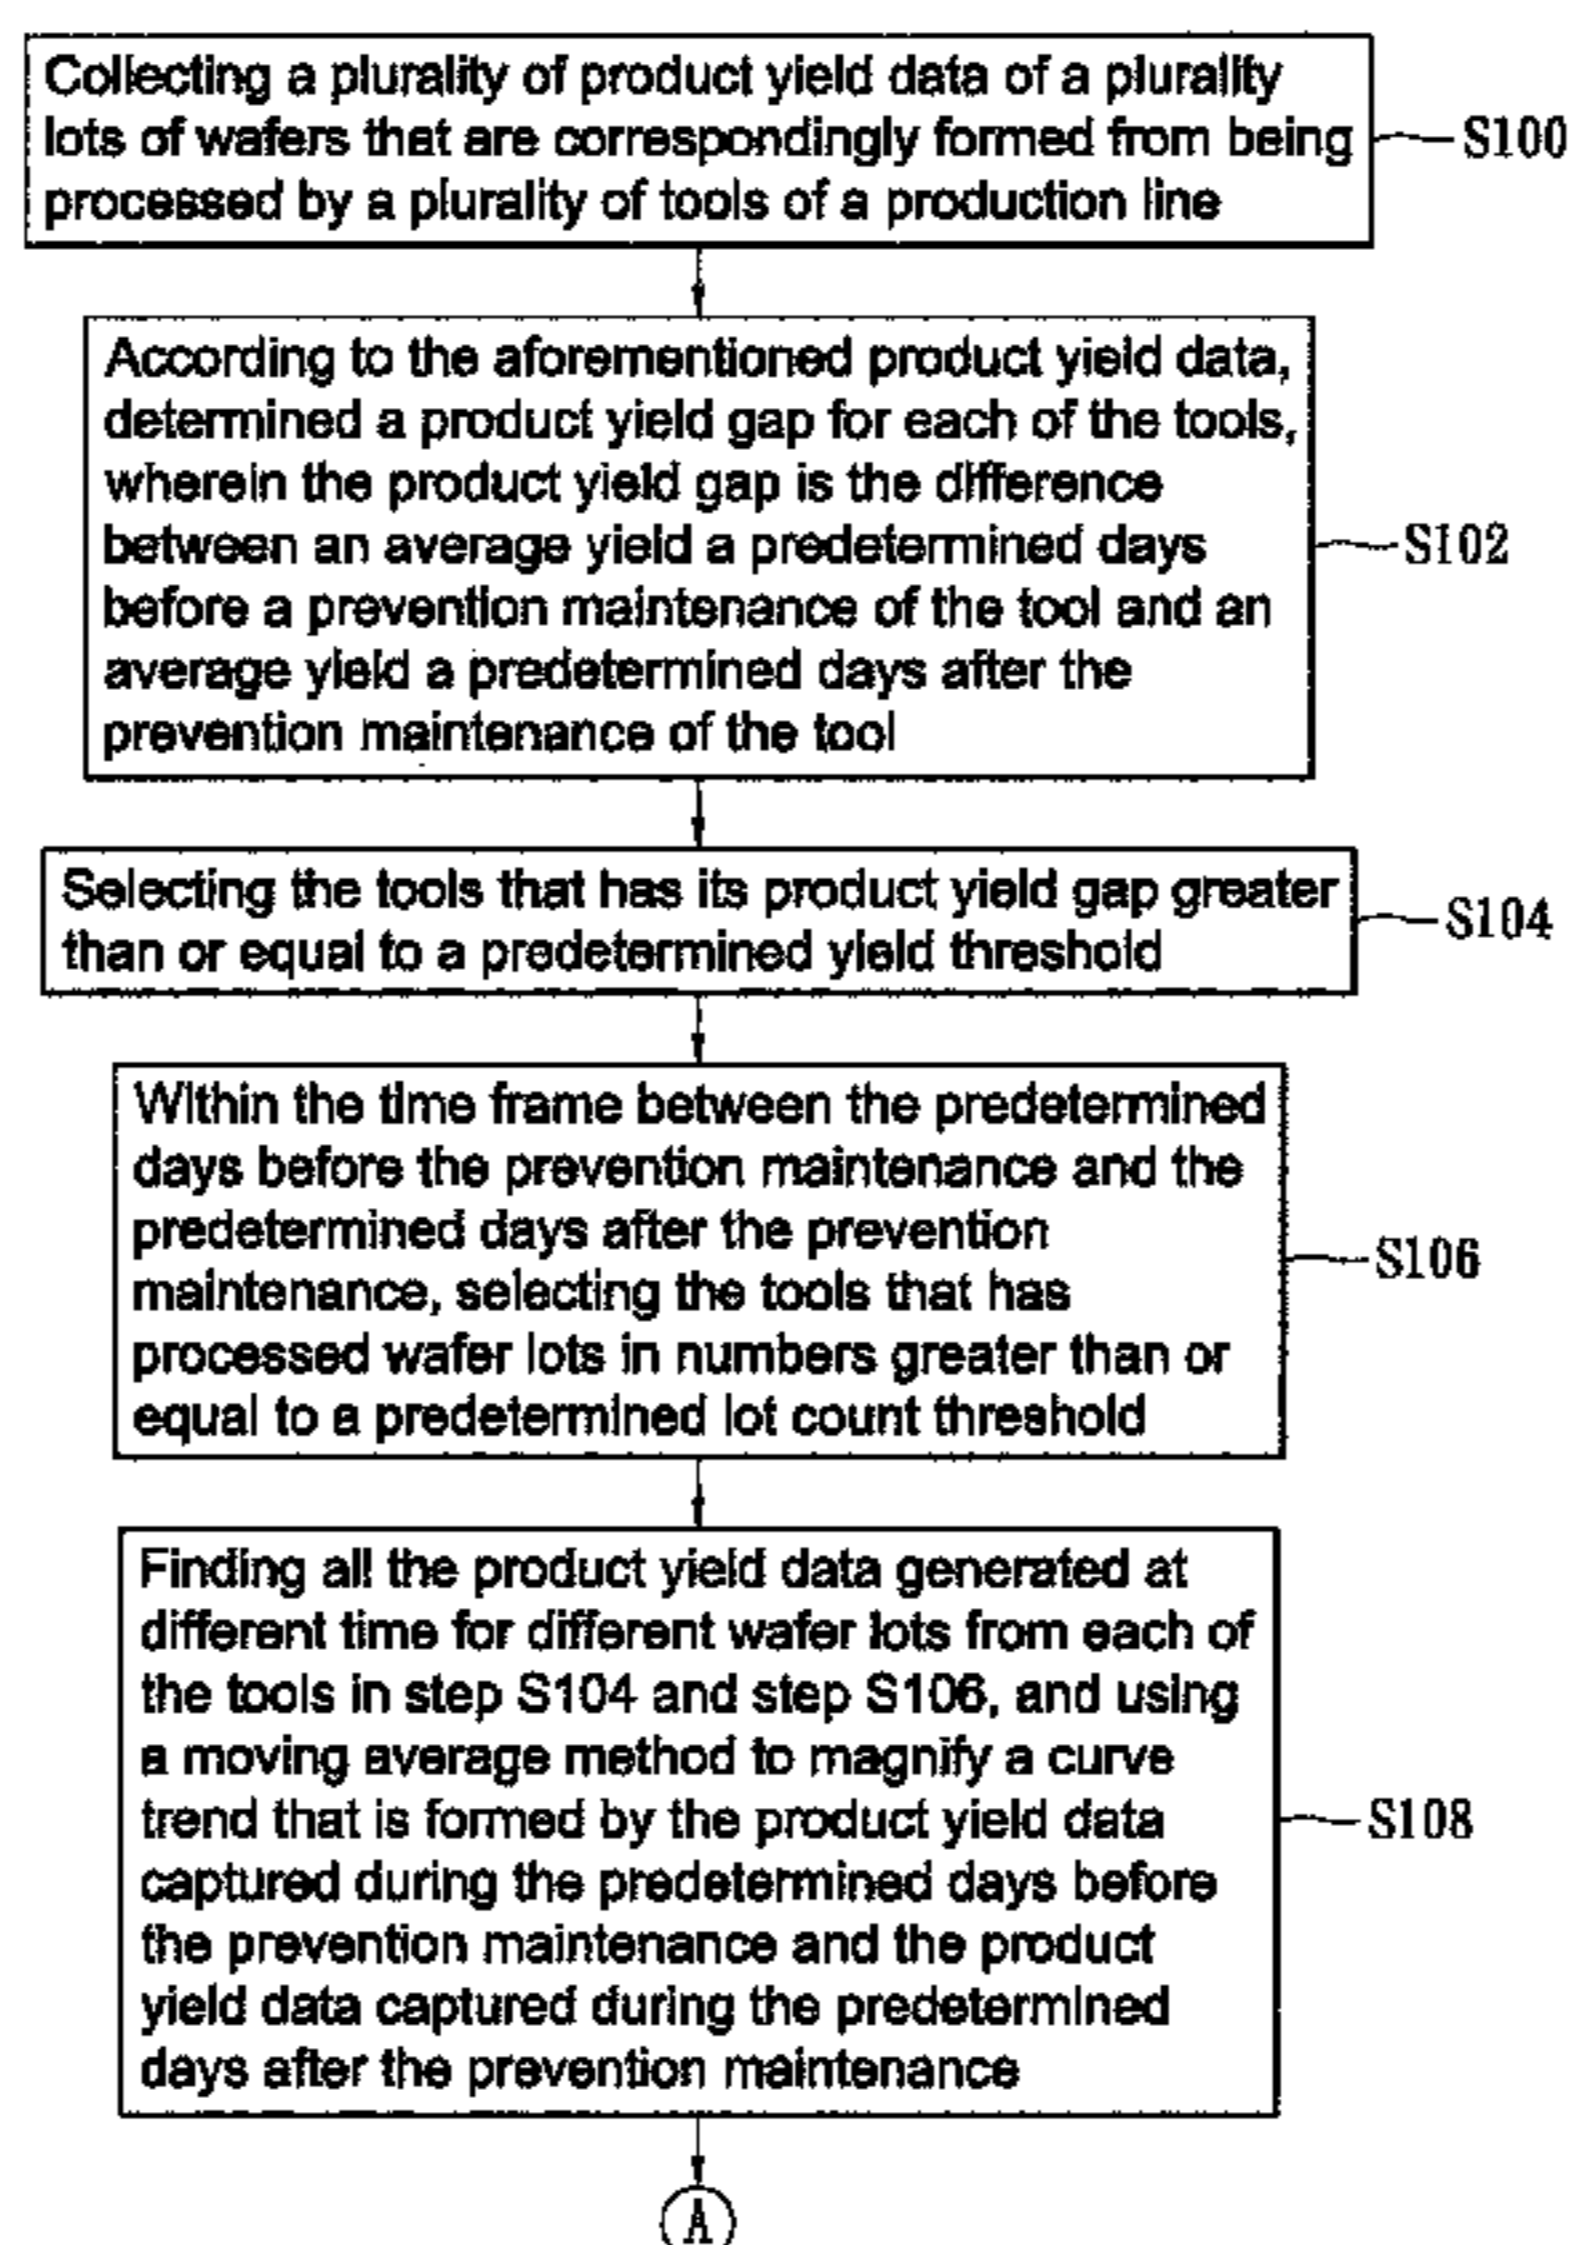 Collecting a plurality of product yield data of a plurality
lots of wafers that are correspondingly formed from being
processed by a plurality of tools of a production line
S100
According to the aforementioned product yield data,
determined a product yield gap for each of the tools,
wherein the product yield gap is the difference
between an average yield a predetermined days
before a prevention maintenance of the tool and an
average yield a predetermined days after the
prevention maintenance of the tool
S102
Selecting the tools that has its product yield gap greater
than or equal to a predetermined yield threshold
S104
Within the time frame between the predetermined
days before the prevention maintenance and the
predetermined days after the prevention
maintenance, selecting the tools that has
processed wafer lots in numbers greater than or
equal to a predetermined lot count threshold
S106
Finding all the product yield data generated at
different time for different wafer lots from each of
the tools in step S104 and step S106, and using
a moving average method to magnify a curve
trend that is formed by the product yield data
captured during the predetermined days before
the prevention maintenance and the product
yield data captured during the predetermined
days after the prevention maintenance
S108
A